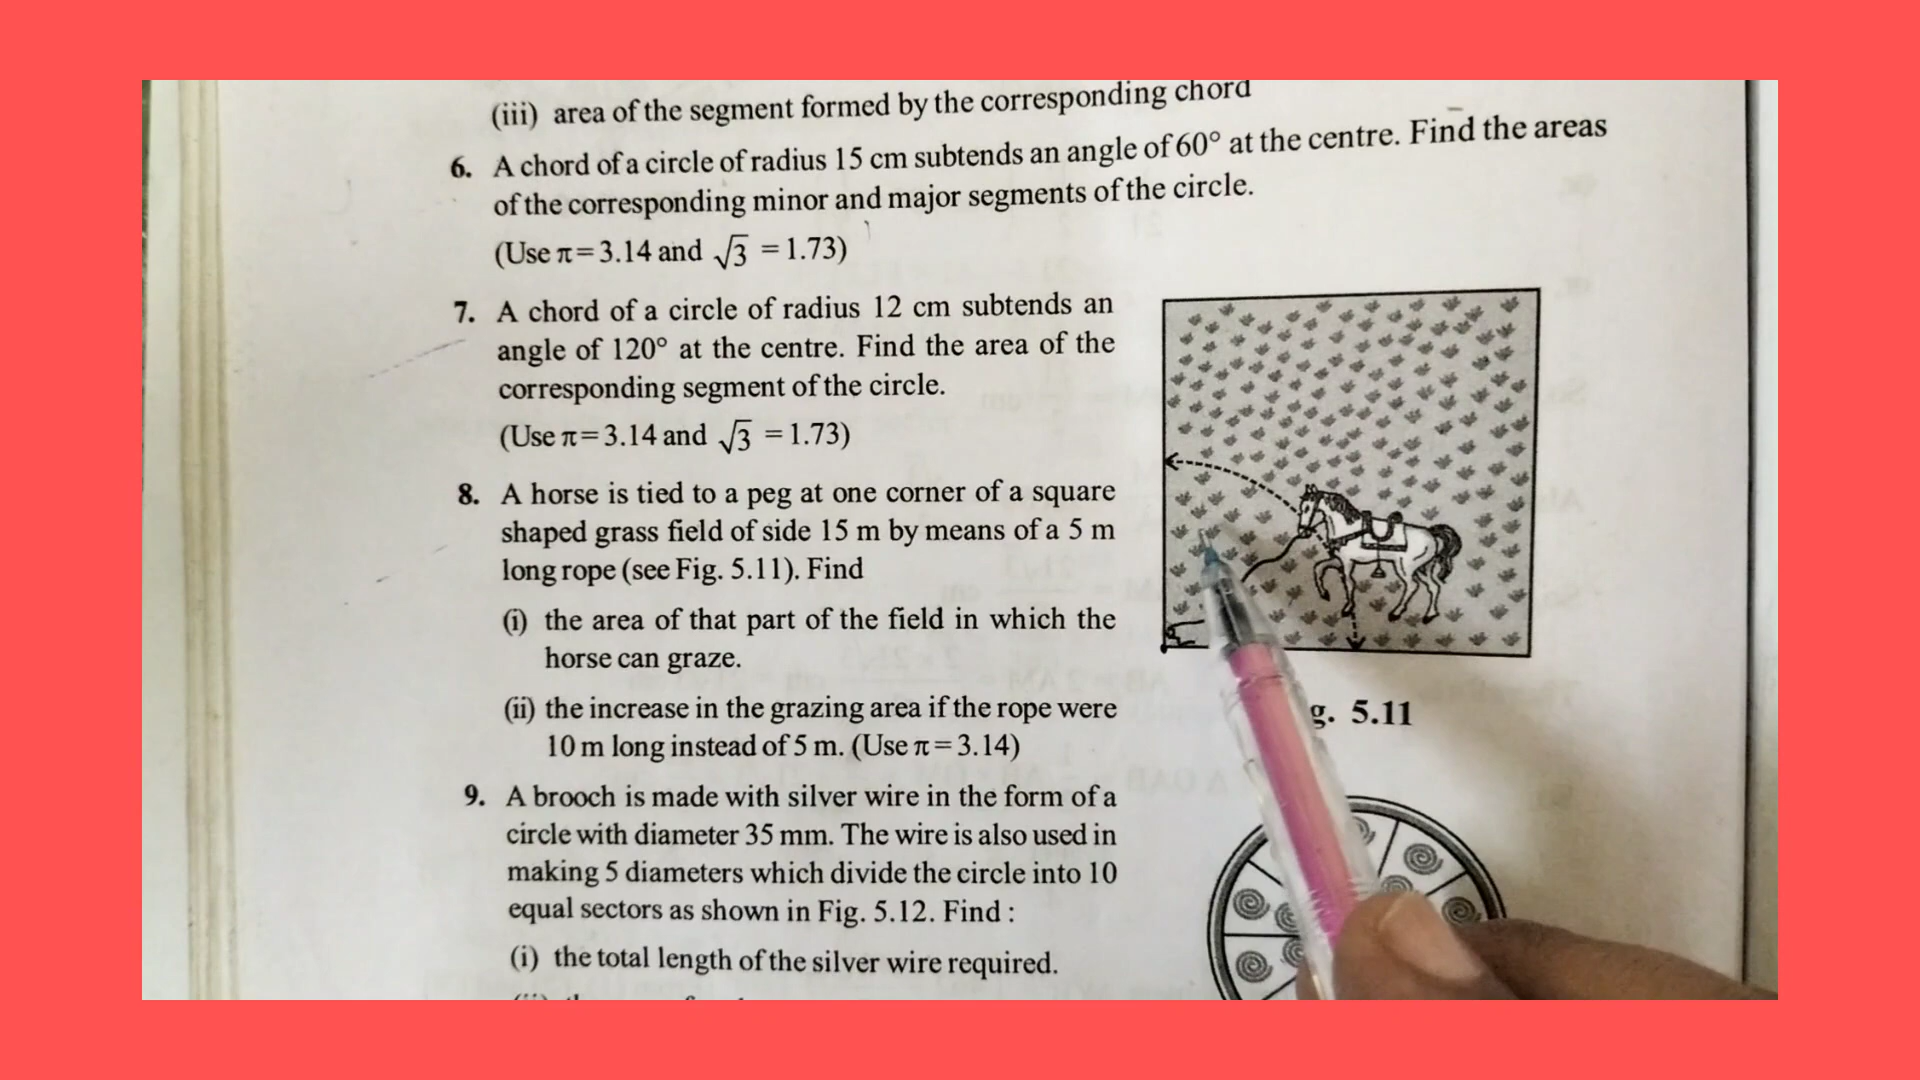 (iii) area of the segment formed by the corresponding chord
6. A chord of a circle of radius 15 cm subtends an angle of 60° at the centre. Find the areas
of the corresponding minor and major segments of the circle.
(Use π = 3.14 and √3 = 1.73)
7. A chord of a circle of radius 12 cm subtends an
angle of 120° at the centre. Find the area of the
corresponding segment of the circle.
(Use π = 3.14 and √3 = 1.73)
8. A horse is tied to a peg at one corner of a square
shaped grass field of side 15 m by means of a 5 m
long rope (see Fig. 5.11). Find
(i) the area of that part of the field in which the
horse can graze.
(ii) the increase in the grazing area if the rope were
10 m long instead of 5 m. (Use π = 3.14)
g. 5.11
9. A brooch is made with silver wire in the form of a
circle with diameter 35 mm. The wire is also used in
making 5 diameters which divide the circle into 10
equal sectors as shown in Fig. 5.12. Find :
(i) the total length of the silver wire required.